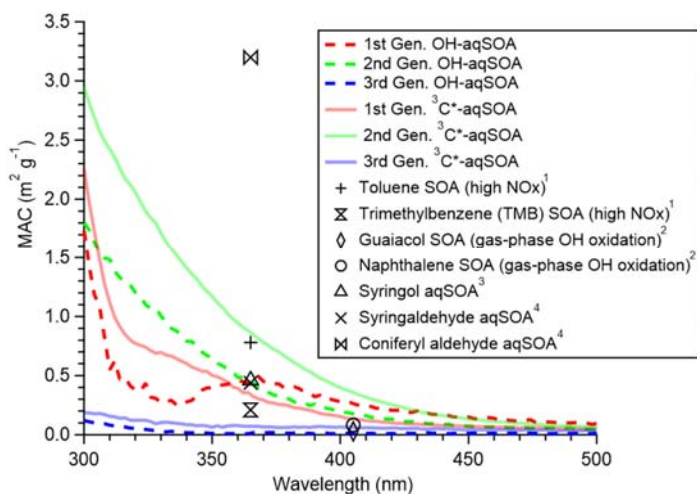 3.5
3.0
2.5
2.0
1.5
1.0
0.5
0.0
MAC (m² g⁻¹)
300
350
400
450
500
Wavelength (nm)
1st Gen. OH-aqSOA
2nd Gen. OH-aqSOA
3rd Gen. OH-aqSOA
1st Gen. ³C*-aqSOA
2nd Gen. ³C*-aqSOA
3rd Gen. ³C*-aqSOA
Toluene SOA (high NOx)¹
Trimethylbenzene (TMB) SOA (high NOx)¹
Guaiacol SOA (gas-phase OH oxidation)²
Naphthalene SOA (gas-phase OH oxidation)²
Syringol aqSOA³
Syringaldehyde aqSOA⁴
Coniferyl aldehyde aqSOA⁴